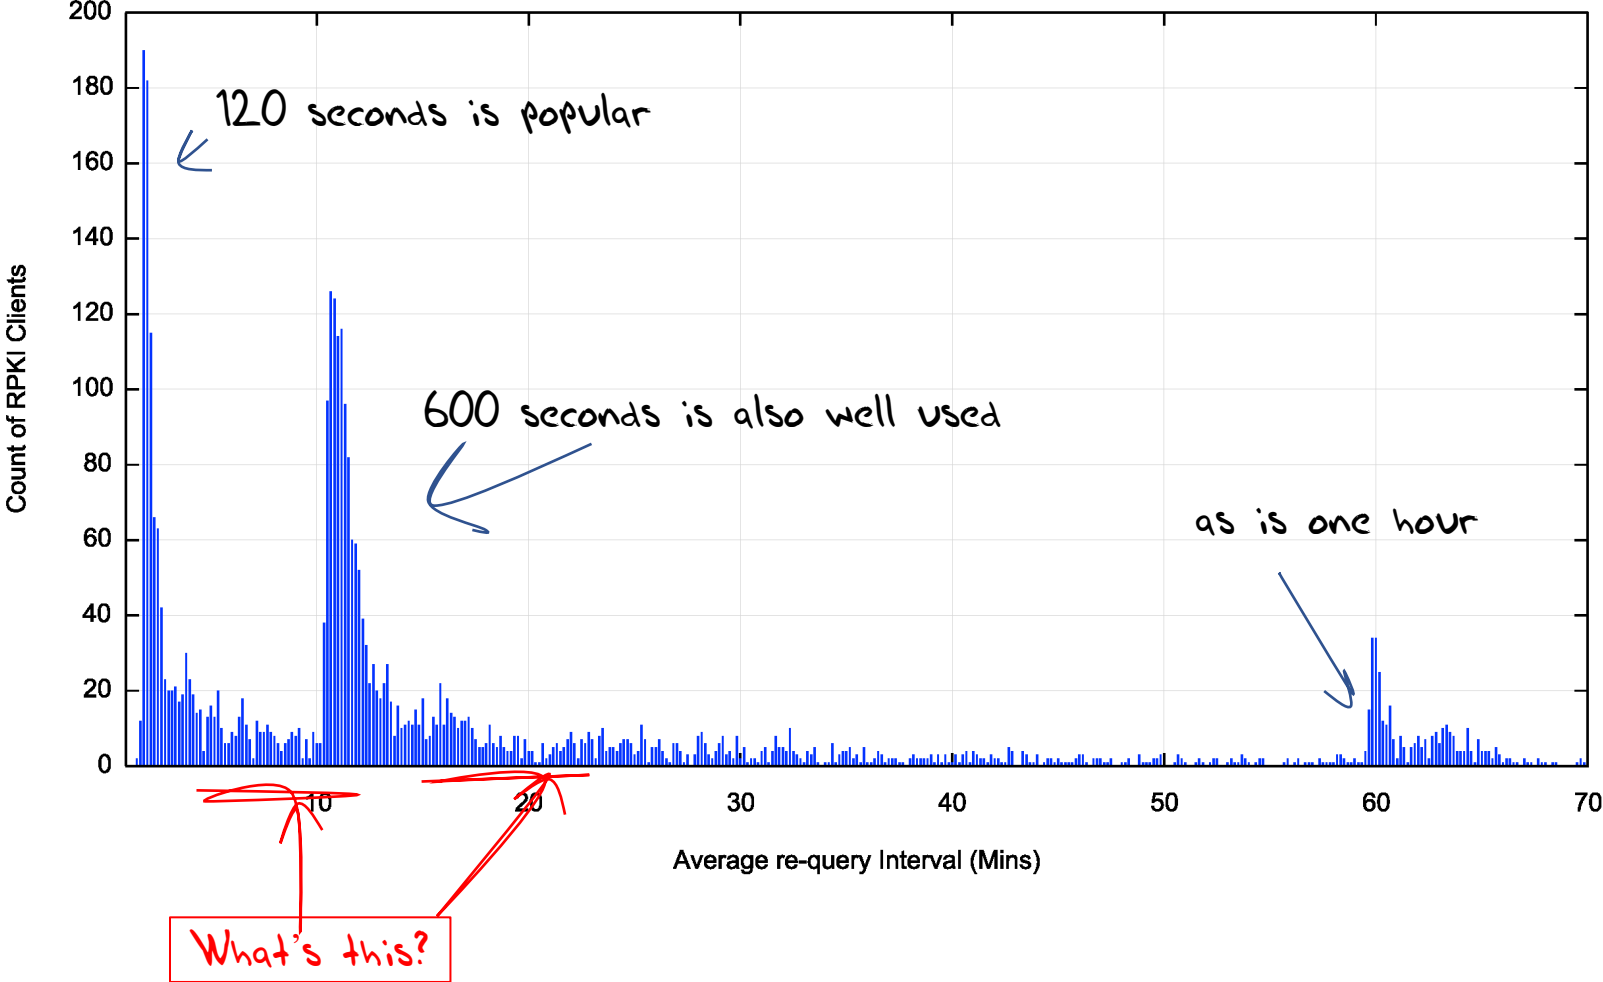 200
180
160
140
120
100
80
60
40
20
0
Count of RPKI Clients
120 seconds is popular
600 seconds is also well used
as is one hour
10 20 30 40 50 60 70
Average re-query Interval (Mins)
What's this?